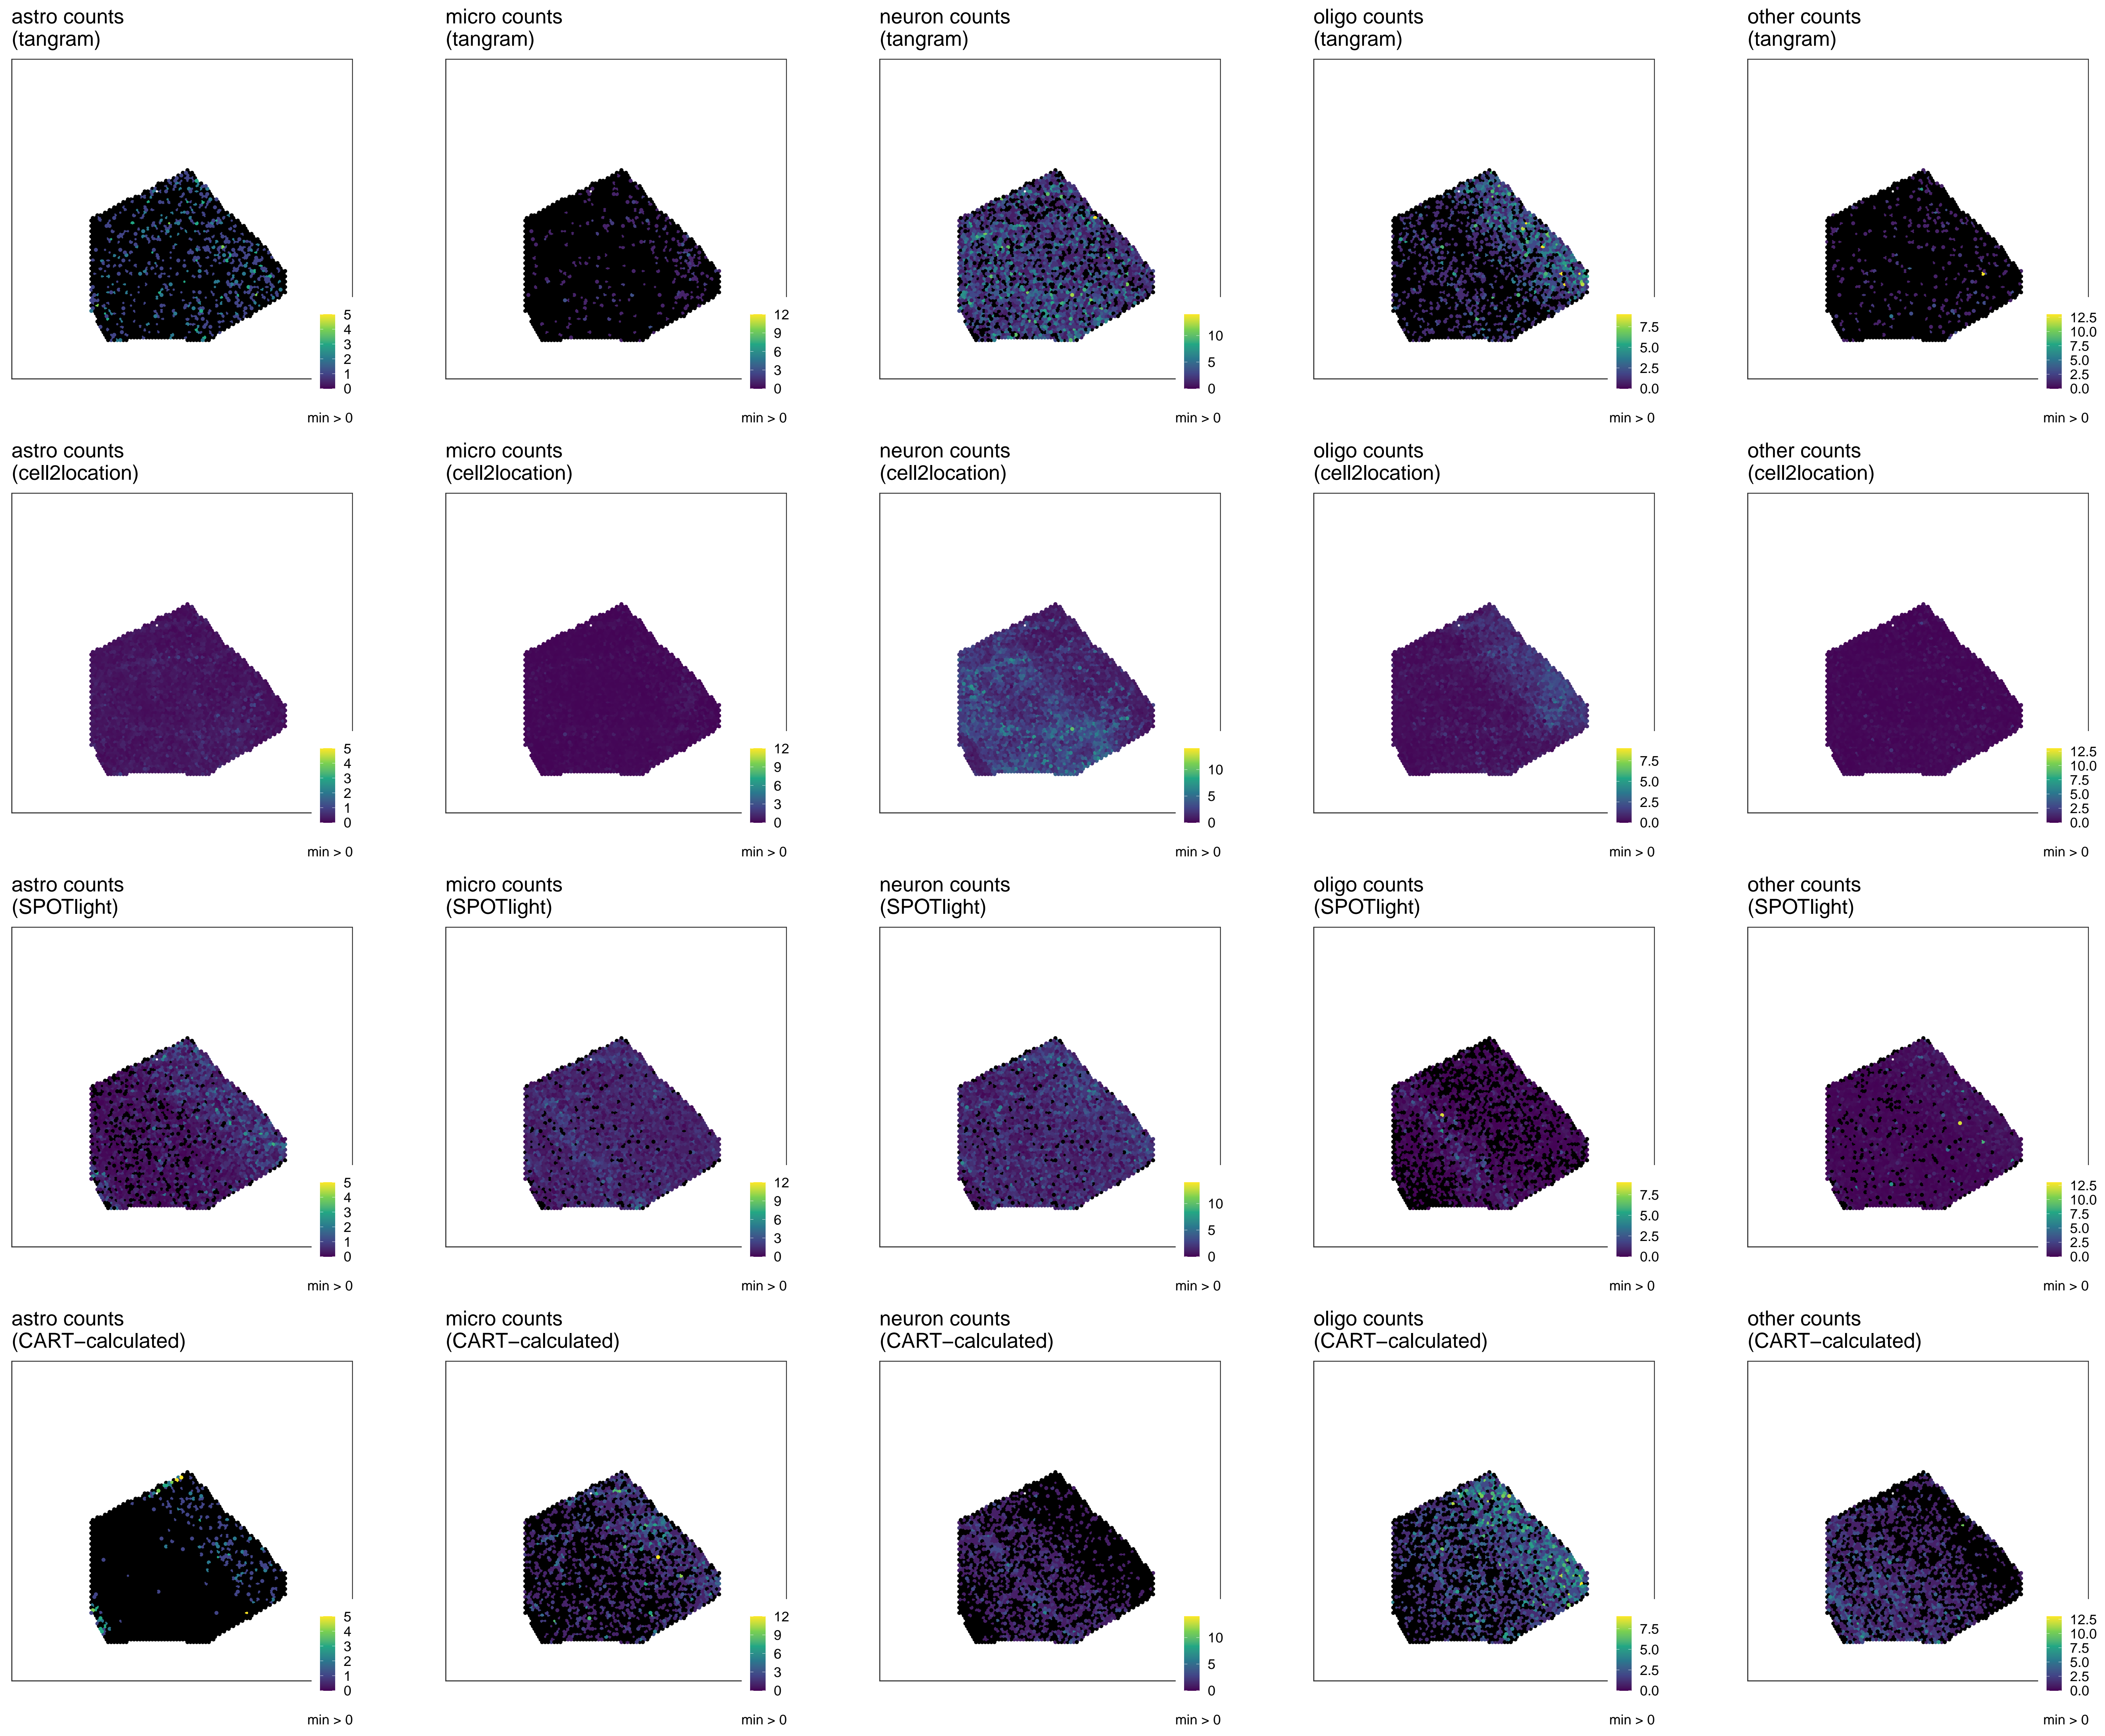 astro counts
(tangram)
5
4
3
2
1
0
min > 0
micro counts
(tangram)
12
9
6
3
0
min > 0
neuron counts
(tangram)
10
5
0
oligo counts
(tangram)
7.5
5.0
2.5
0.0
min > 0
other counts
(tangram)
12.5
10.0
7.5
5.0
2.5
0.0
min > 0
astro counts
(cell2location)
5
4
3
2
1
0
min > 0
micro counts
(cell2location)
12
9
6
3
0
min > 0
neuron counts
(cell2location)
10
5
0
oligo counts
(cell2location)
7.5
5.0
2.5
0.0
min > 0
other counts
(cell2location)
12.5
10.0
7.5
5.0
2.5
0.0
min > 0
astro counts
(SPOTlight)
5
4
3
2
1
0
min > 0
micro counts
(SPOTlight)
12
9
6
3
0
min > 0
neuron counts
(SPOTlight)
10
5
0
min > 0
oligo counts
(SPOTlight)
7.5
5.0
2.5
0.0
min > 0
other counts
(SPOTlight)
12.5
10.0
7.5
5.0
2.5
0.0
min > 0
astro counts
(CART−calculated)
5
4
3
2
1
0
min > 0
micro counts
(CART−calculated)
12
9
6
3
0
min > 0
neuron counts
(CART−calculated)
10
5
0
min > 0
oligo counts
(CART−calculated)
7.5
5.0
2.5
0.0
min > 0
other counts
(CART−calculated)
12.5
10.0
7.5
5.0
2.5
0.0
min > 0